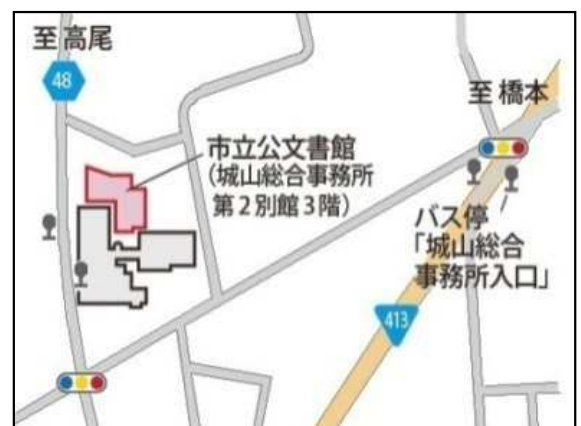 至 高尾
48
至 橋本
市立公文書館
（城山総合事務所
第2別館3階）
バス停
「城山総合
事務所入口」
413